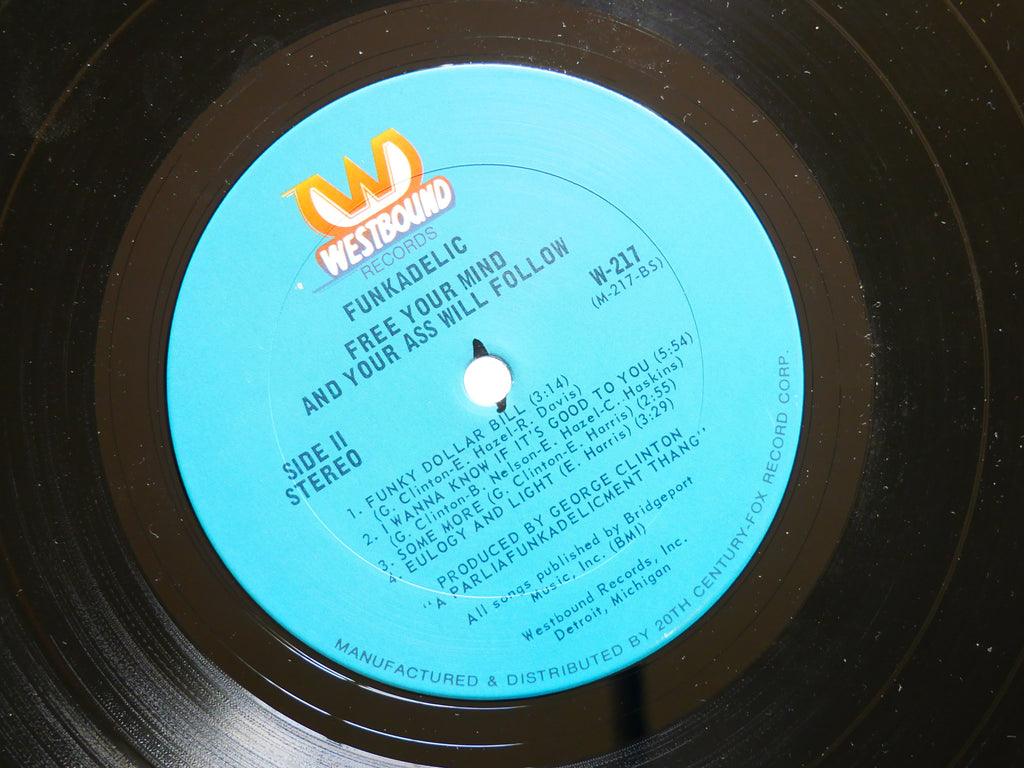 W
WESTBOUND
RECORDS
FUNKADELIC
FREE YOUR MIND
AND YOUR ASS WILL FOLLOW
W-217
(M-217-BS)
SIDE II
STEREO
1. FUNKY DOLLAR BILL (3:14)
(G. Clinton-E. Hazel-R. Davis)
2. I WANNA KNOW IF IT'S GOOD TO YOU (5:54)
(G. Clinton-B. Nelson-E. Hazel-C. Haskins)
3. SOME MORE (G. Clinton-E. Harris) (2:55)
4. EULOGY AND LIGHT (E. Harris) (3:29)
PRODUCED BY GEORGE CLINTON
"A PARLIAFUNKADELICMENT THANG"
All songs published by Bridgeport
Music, Inc. (BMI)
Westbound Records, Inc.
Detroit, Michigan
MANUFACTURED & DISTRIBUTED BY 20TH CENTURY-FOX RECORD CORP.